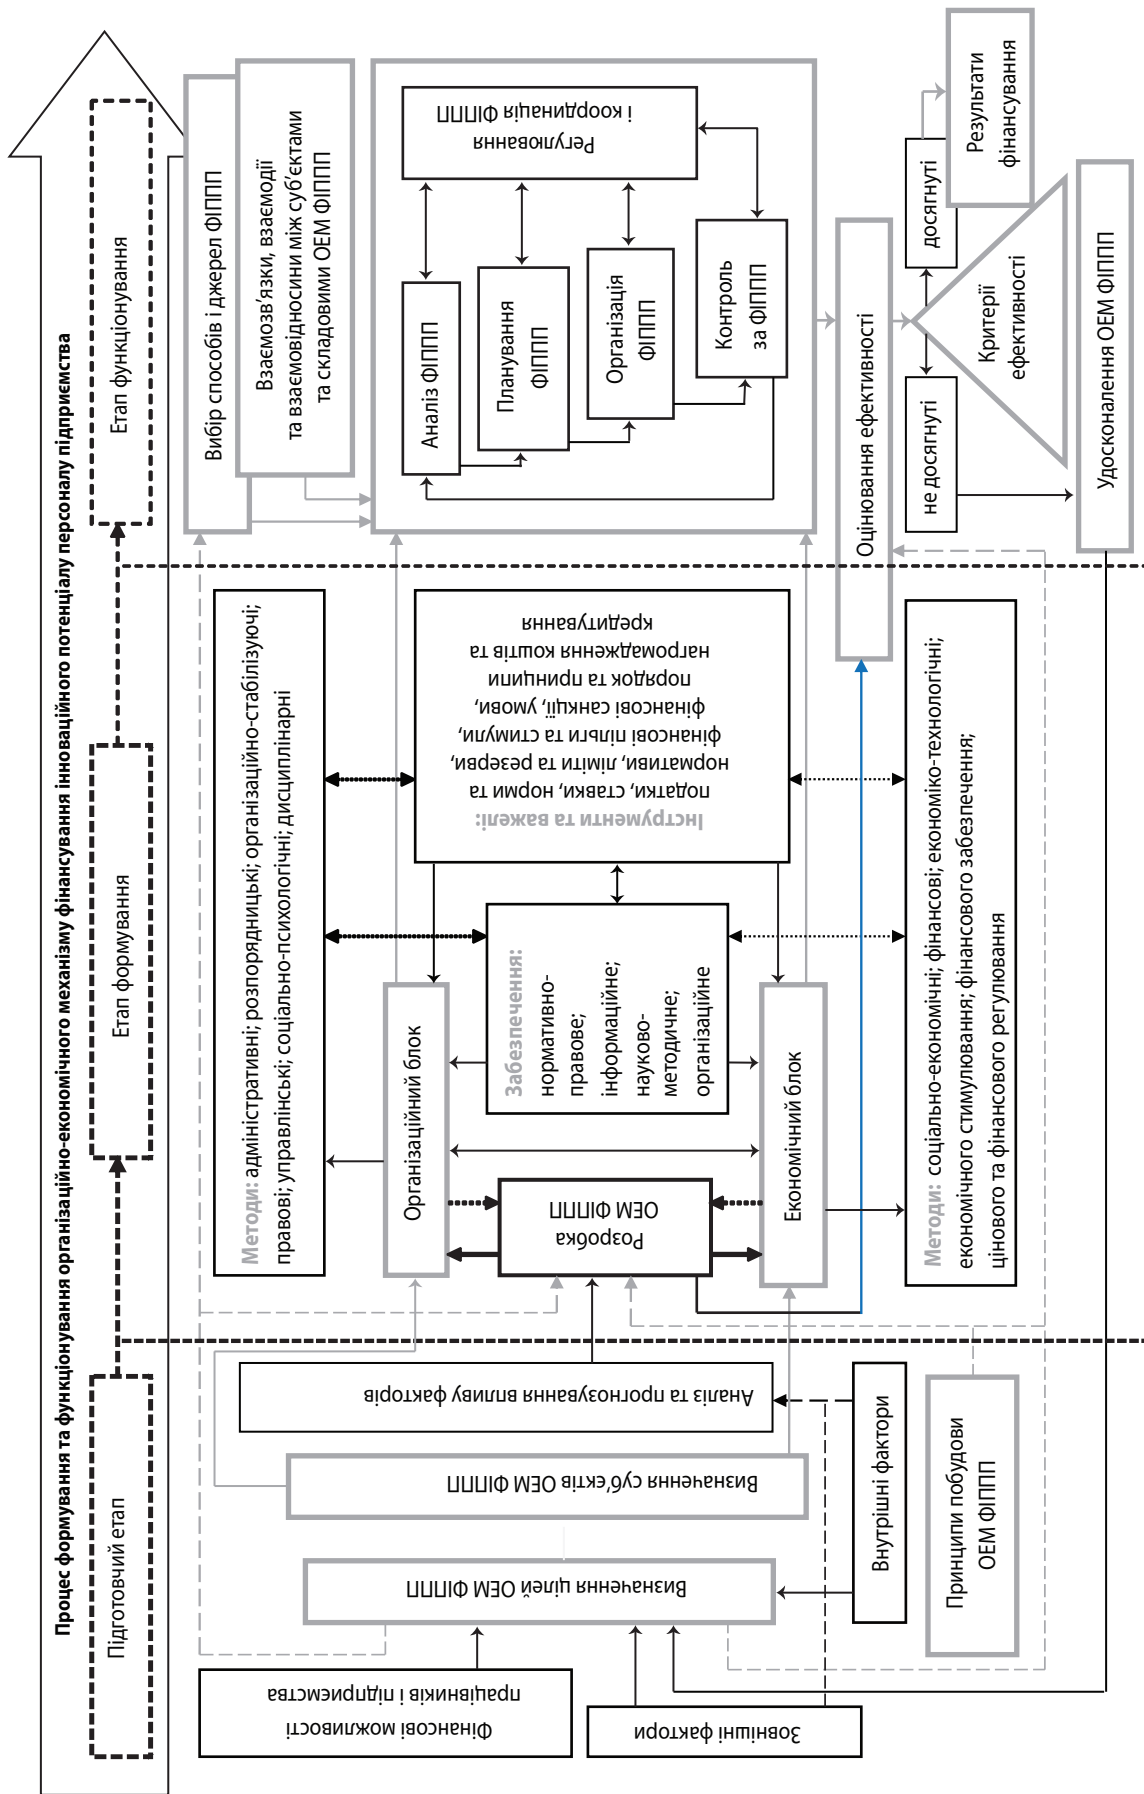 Процес формування та функціонування організаційно-економічного механізму фінансування інноваційного потенціалу персоналу підприємства
Підготовчий етап
Етап формування
Етап функціонування
Фінансові можливості
працівників і підприємства
Зовнішні фактори
Визначення цілей ОЕМ ФІППП
Визначення суб’єктів ОЕМ ФІППП
Аналіз та прогнозування впливу факторів
Внутрішні фактори
Принципи побудови
ОЕМ ФІППП
Методи: адміністративні; розпорядницькі; організаційно-стабілізуючі;
правові; управлінські; соціально-психологічні; дисциплінарні
Організаційний блок
Розробка
ОЕМ ФІППП
Економічний блок
Забезпечення:
нормативно-
правове;
інформаційне;
науково-
методичне;
організаційне
Інструменти та важелі:
податки, ставки, норми та
нормативи, ліміти та резерви,
фінансові пільги та стимули,
фінансові санкції, умови,
порядок та принципи
нагромадження коштів та
кредитування
Методи: соціально-економічні; фінансові; економіко-технологічні;
економічного стимулювання; фінансового забезпечення;
цінового та фінансового регулювання
Вибір способів і джерел ФІППП
Взаємозв'язки, взаємодії
та взаємовідносини між суб'єктами
та складовими ОЕМ ФІППП
Аналіз ФІППП
Планування
ФІППП
Організація
ФІППП
Контроль
за ФІППП
Регулювання
і координація ФІППП
Оцінювання ефективності
не досягнуті
досягнуті
Критерії
ефективності
Результати
фінансування
Удосконалення ОЕМ ФІППП